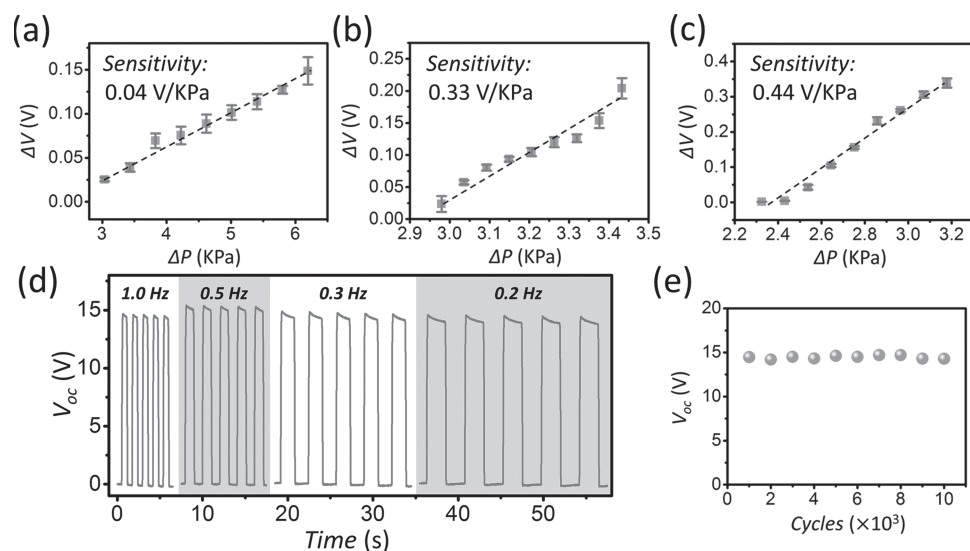 (a)
Sensitivity:
0.04 V/KPa
0.15
0.10
0.05
0.00
ΔV (V)
3 4 5 6
ΔP (KPa)
(b)
Sensitivity:
0.33 V/KPa
0.25
0.20
0.15
0.10
0.05
0.00
ΔV (V)
2.9 3.0 3.1 3.2 3.3 3.4 3.5
ΔP (KPa)
(c)
Sensitivity:
0.44 V/KPa
0.4
0.3
0.2
0.1
0.0
ΔV (V)
2.2 2.4 2.6 2.8 3.0 3.2
ΔP (KPa)
(d)
1.0 Hz 0.5 Hz 0.3 Hz 0.2 Hz
15
10
5
0
Voc (V)
0 10 20 30 40 50
Time (s)
(e)
20
15
10
5
0
Voc (V)
0 2 4 6 8 10
Cycles (×10³)